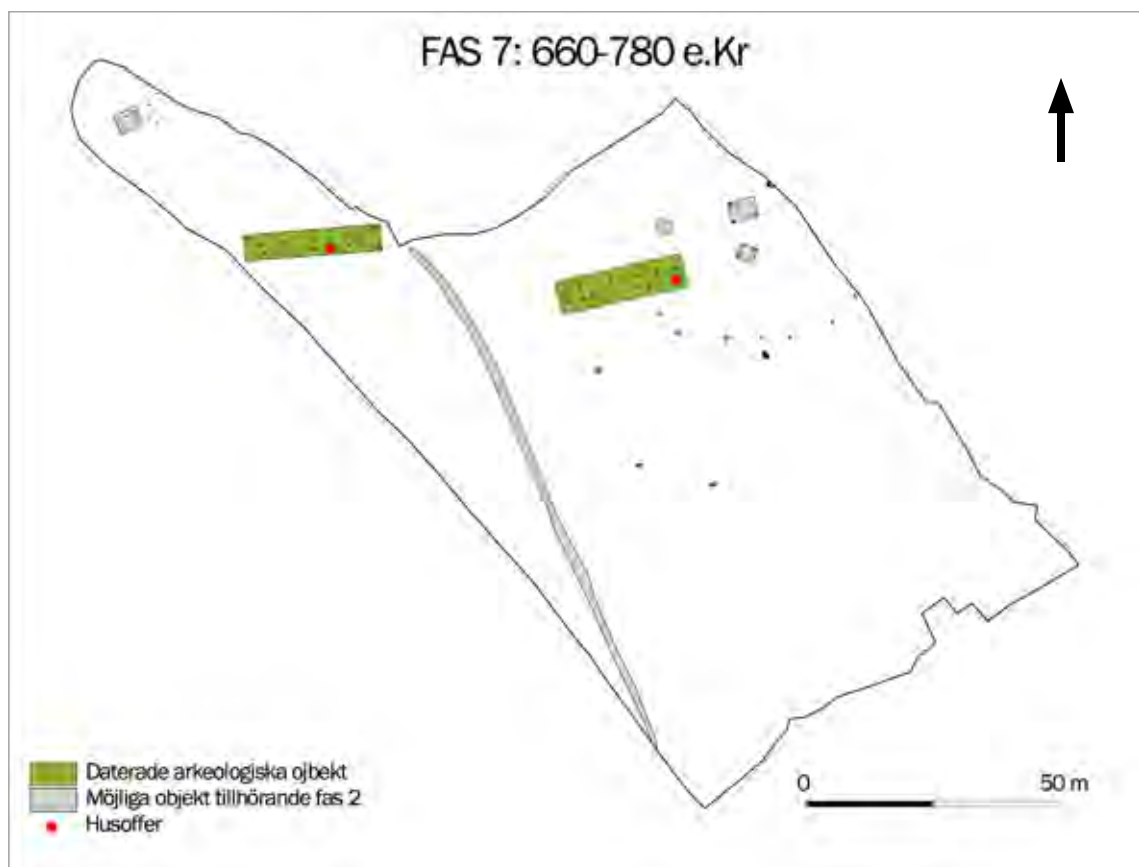 FAS 7: 660-780 e.Kr
Daterade arkeologiska ojbekt
Möjliga objekt tillhörande fas 2
Husoffer
0 50 m